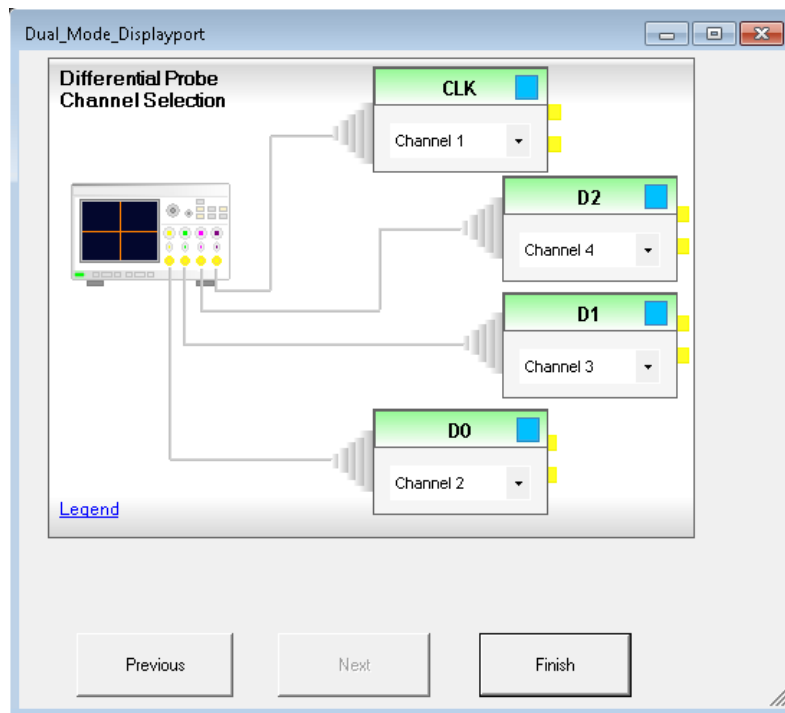 Dual_Mode_Displayport
Differential Probe
Channel Selection
CLK
Channel 1
D2
Channel 4
D1
Channel 3
D0
Channel 2
Legend
Previous
Next
Finish